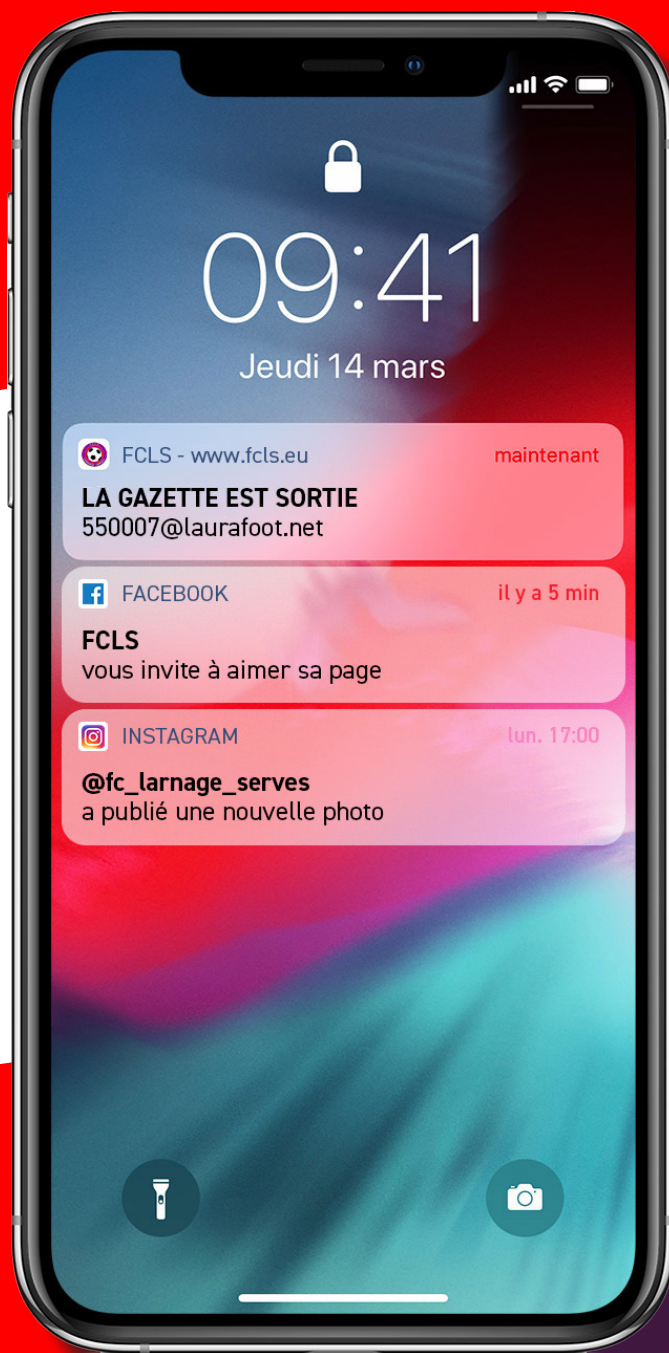 09:41
Jeudi 14 mars
FCLS - www.fcls.eu maintenant
LA GAZETTE EST SORTIE
550007@laurafoot.net
FACEBOOK il y a 5 min
FCLS
vous invite à aimer sa page
INSTAGRAM lun. 17:00
@fc_larnage_serves
a publié une nouvelle photo